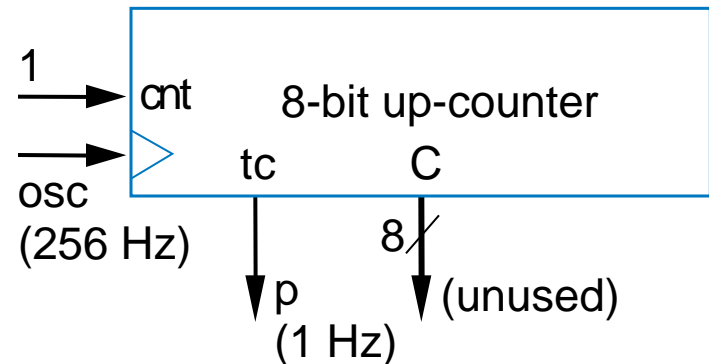 1
cnt
8-bit up-counter
tc
C
osc
(256 Hz)
8
p
(unused)
(1 Hz)